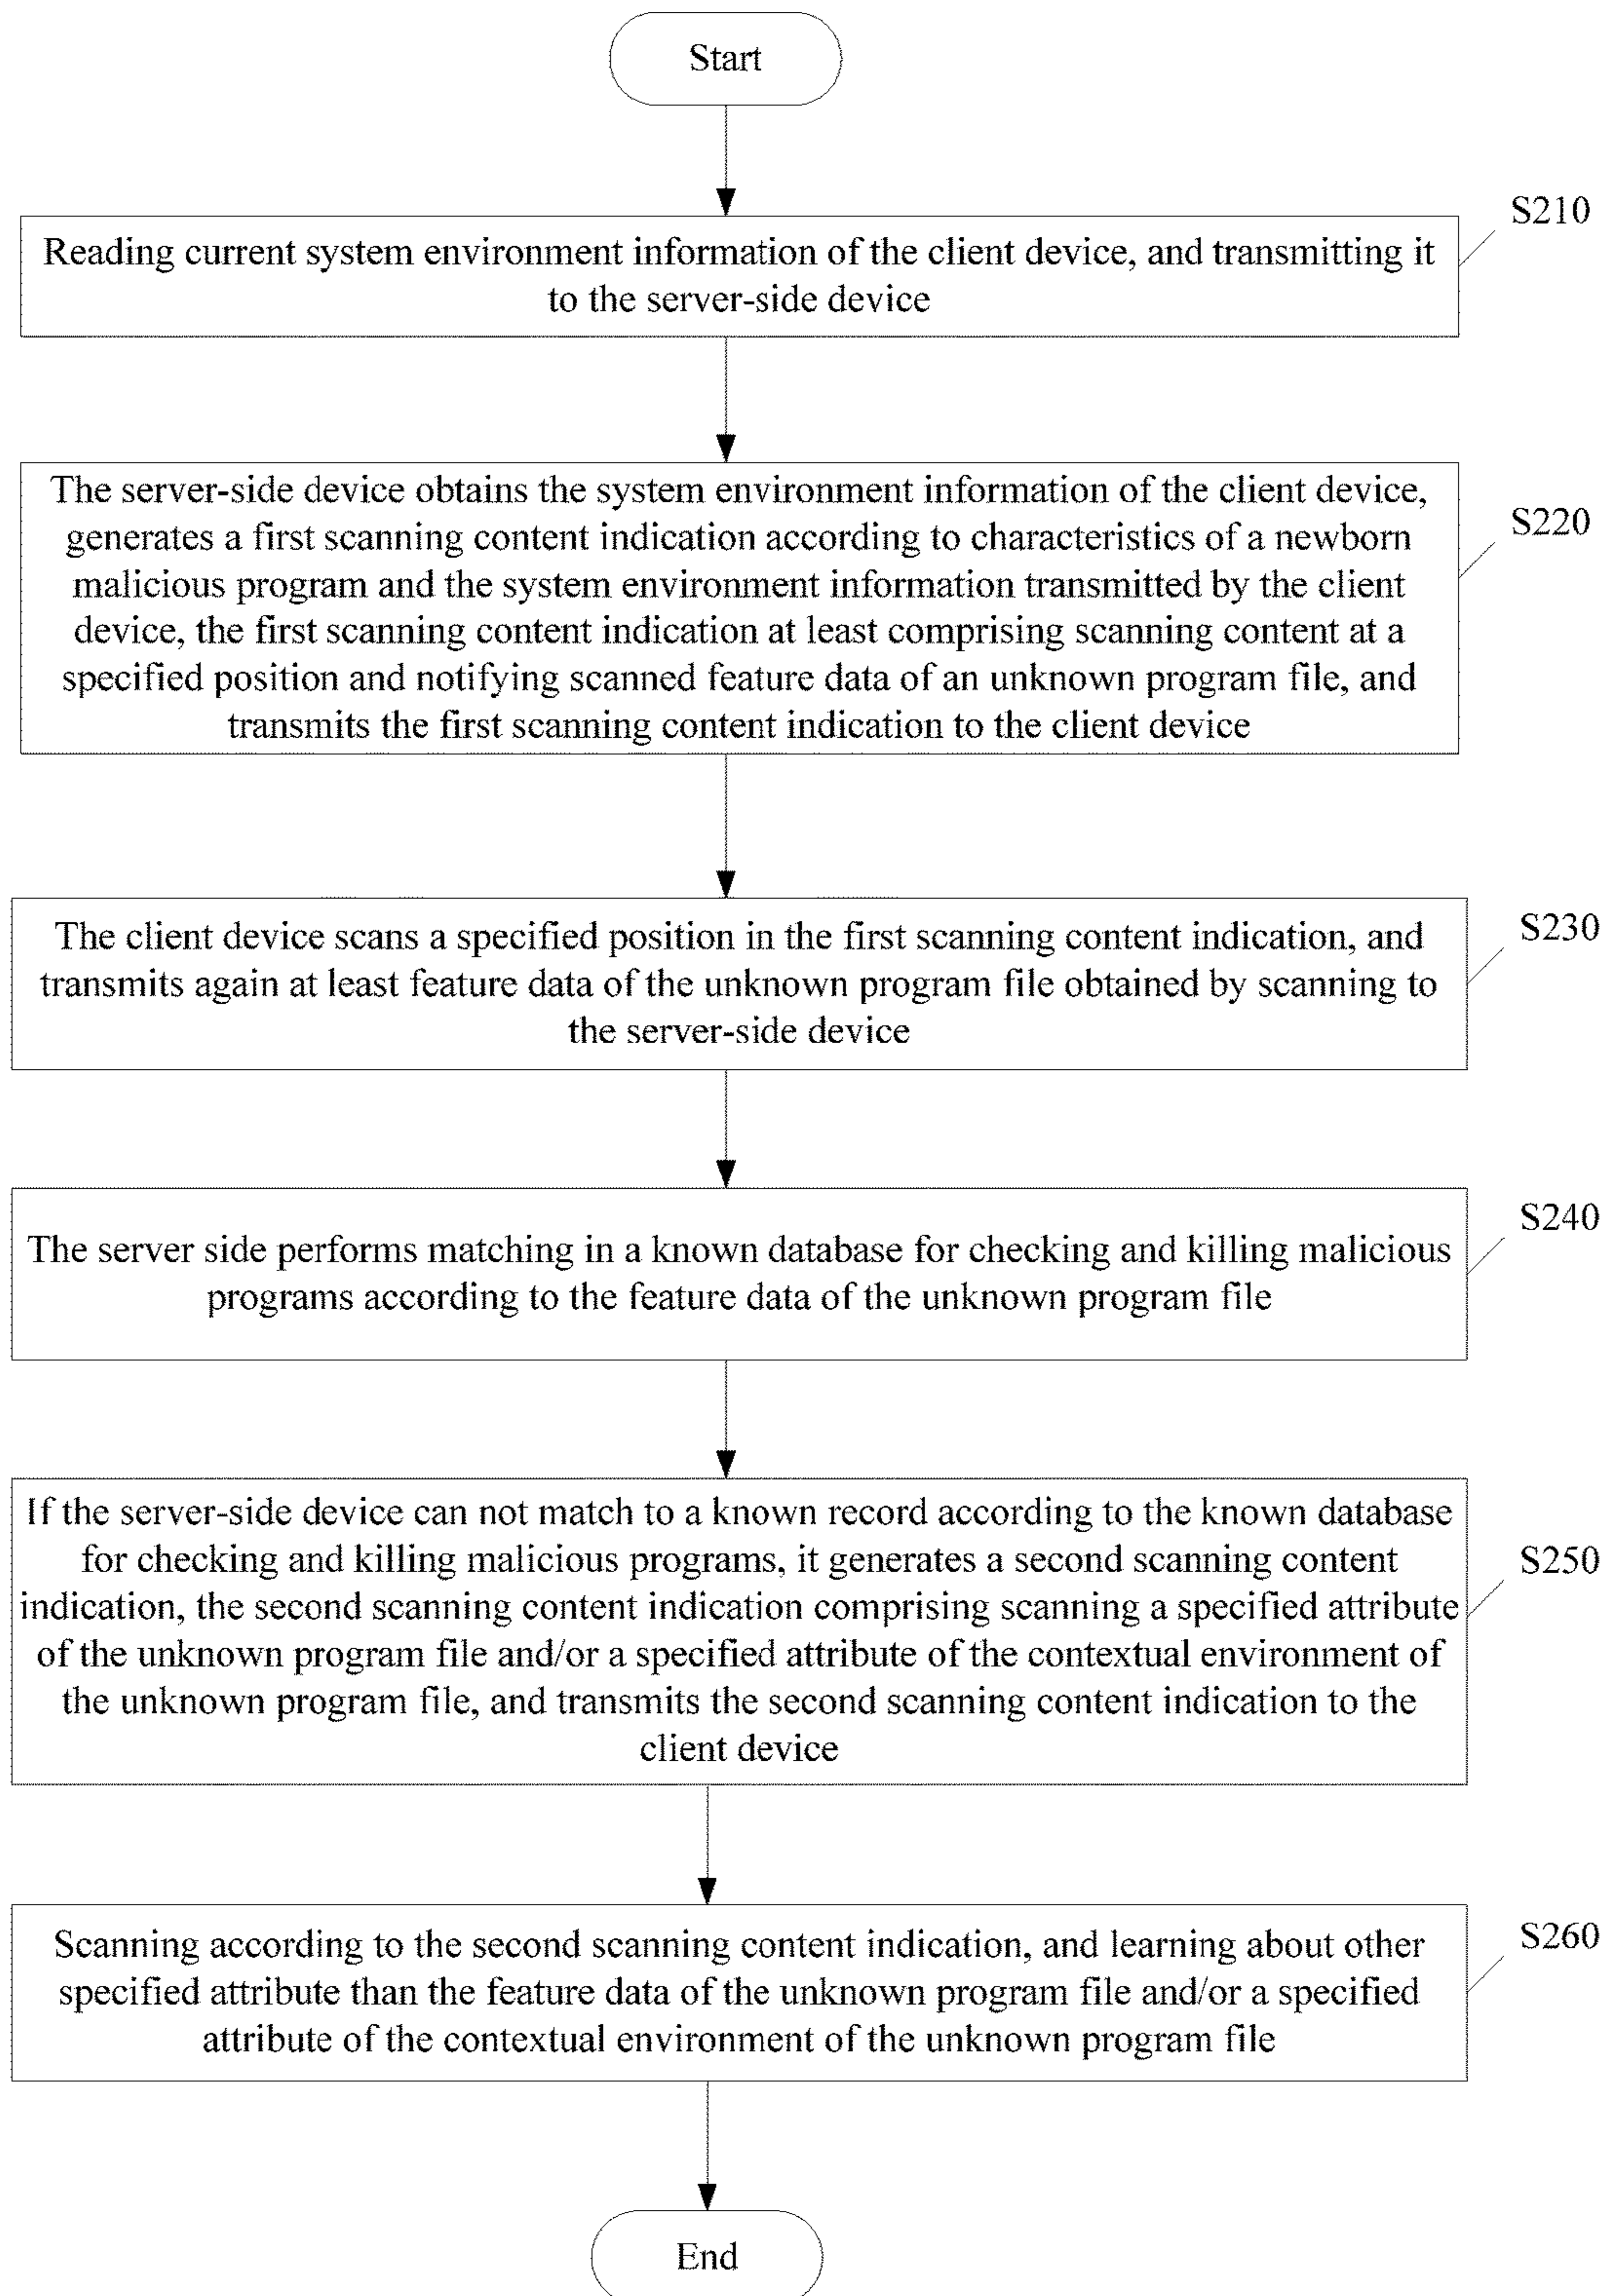 Start
S210
Reading current system environment information of the client device, and transmitting it
to the server-side device
S220
The server-side device obtains the system environment information of the client device,
generates a first scanning content indication according to characteristics of a newborn
malicious program and the system environment information transmitted by the client
device, the first scanning content indication at least comprising scanning content at a
specified position and notifying scanned feature data of an unknown program file, and
transmits the first scanning content indication to the client device
S230
The client device scans a specified position in the first scanning content indication, and
transmits again at least feature data of the unknown program file obtained by scanning to
the server-side device
S240
The server side performs matching in a known database for checking and killing malicious
programs according to the feature data of the unknown program file
S250
If the server-side device can not match to a known record according to the known database
for checking and killing malicious programs, it generates a second scanning content
indication, the second scanning content indication comprising scanning a specified attribute
of the unknown program file and/or a specified attribute of the contextual environment of
the unknown program file, and transmits the second scanning content indication to the
client device
S260
Scanning according to the second scanning content indication, and learning about other
specified attribute than the feature data of the unknown program file and/or a specified
attribute of the contextual environment of the unknown program file
End